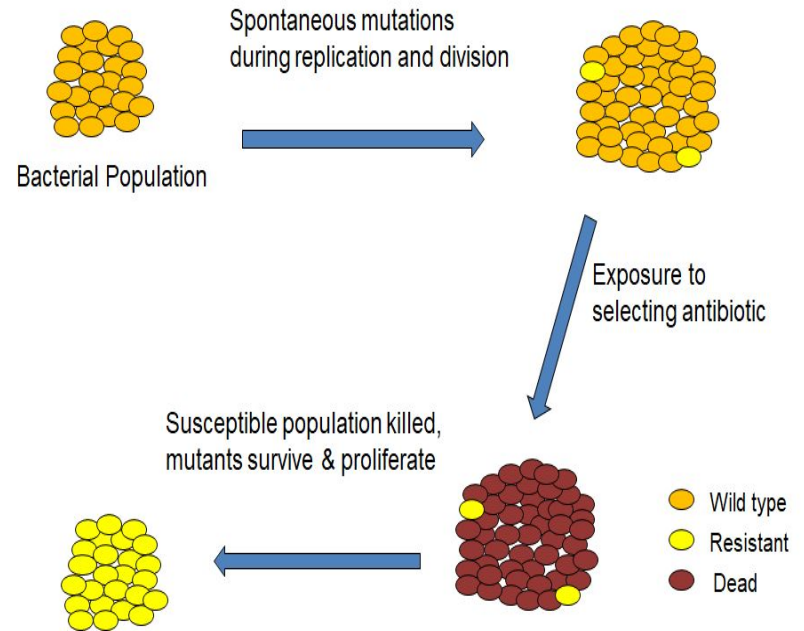 Spontaneous mutations
during replication and division
Bacterial Population
Exposure to
selecting antibiotic
Susceptible population killed,
mutants survive & proliferate
Wild type
Resistant
Dead